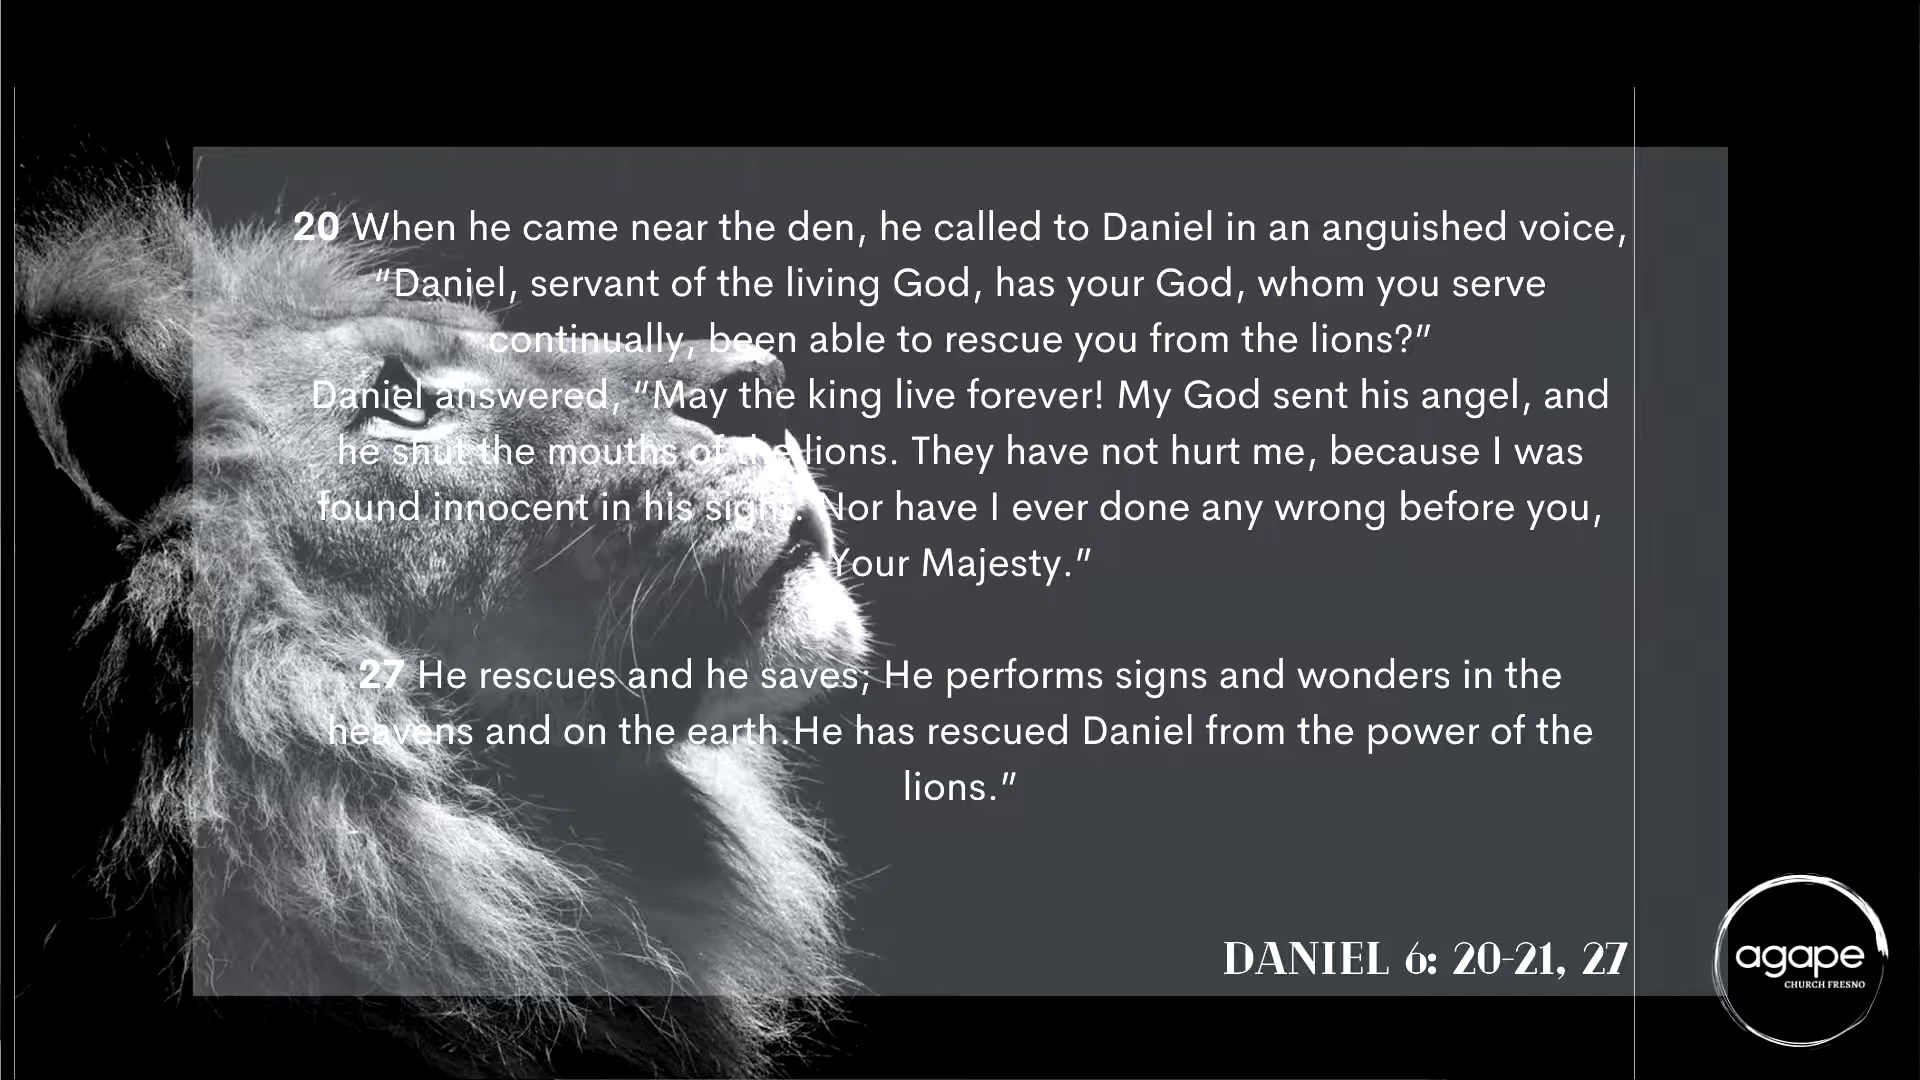 20 When he came near the den, he called to Daniel in an anguished voice,
“Daniel, servant of the living God, has your God, whom you serve
continually, been able to rescue you from the lions?”
Daniel answered, “May the king live forever! My God sent his angel, and
he shut the mouths of the lions. They have not hurt me, because I was
found innocent in his sight. Nor have I ever done any wrong before you,
Your Majesty.”
27 He rescues and he saves; He performs signs and wonders in the
heavens and on the earth.He has rescued Daniel from the power of the
lions.”
DANIEL 6: 20-21, 27
agape
CHURCH FRESNO